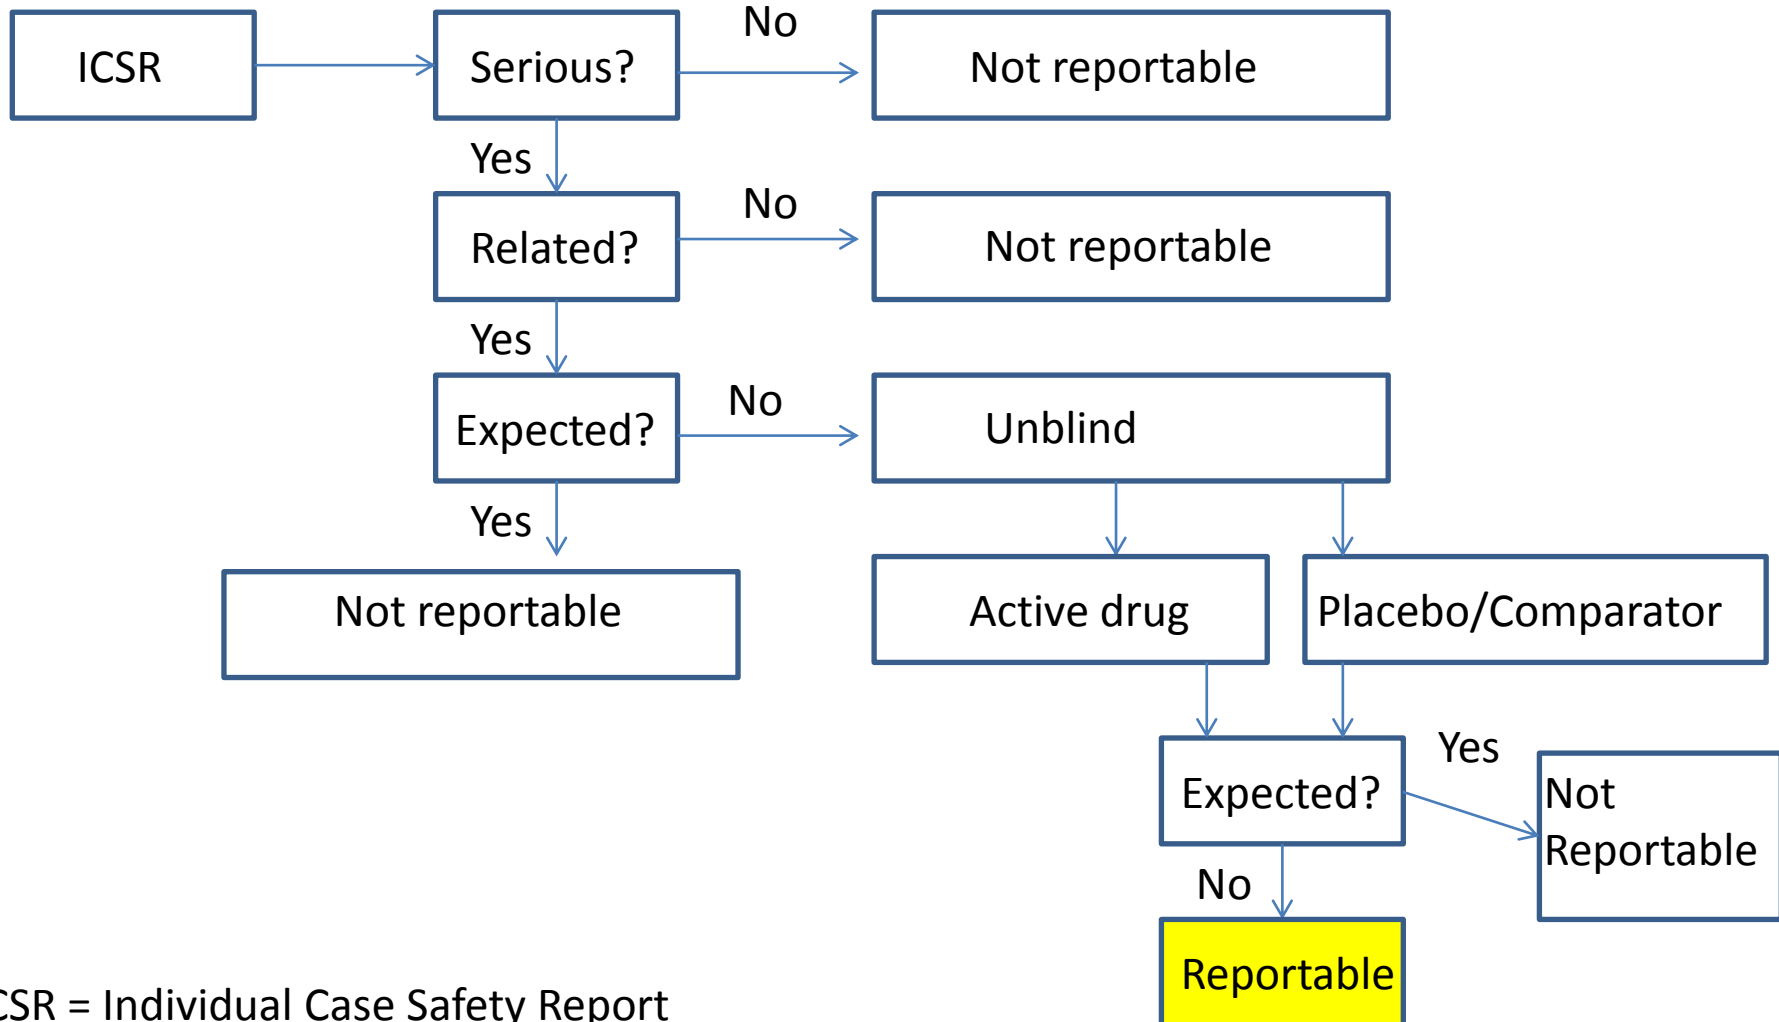 ICSR
Serious?
No
Not reportable
Yes
Related?
No
Not reportable
Yes
Expected?
No
Unblind
Yes
Not reportable
Active drug
Placebo/Comparator
Expected?
Yes
Not
Reportable
No
Reportable
CSR = Individual Case Safety Report